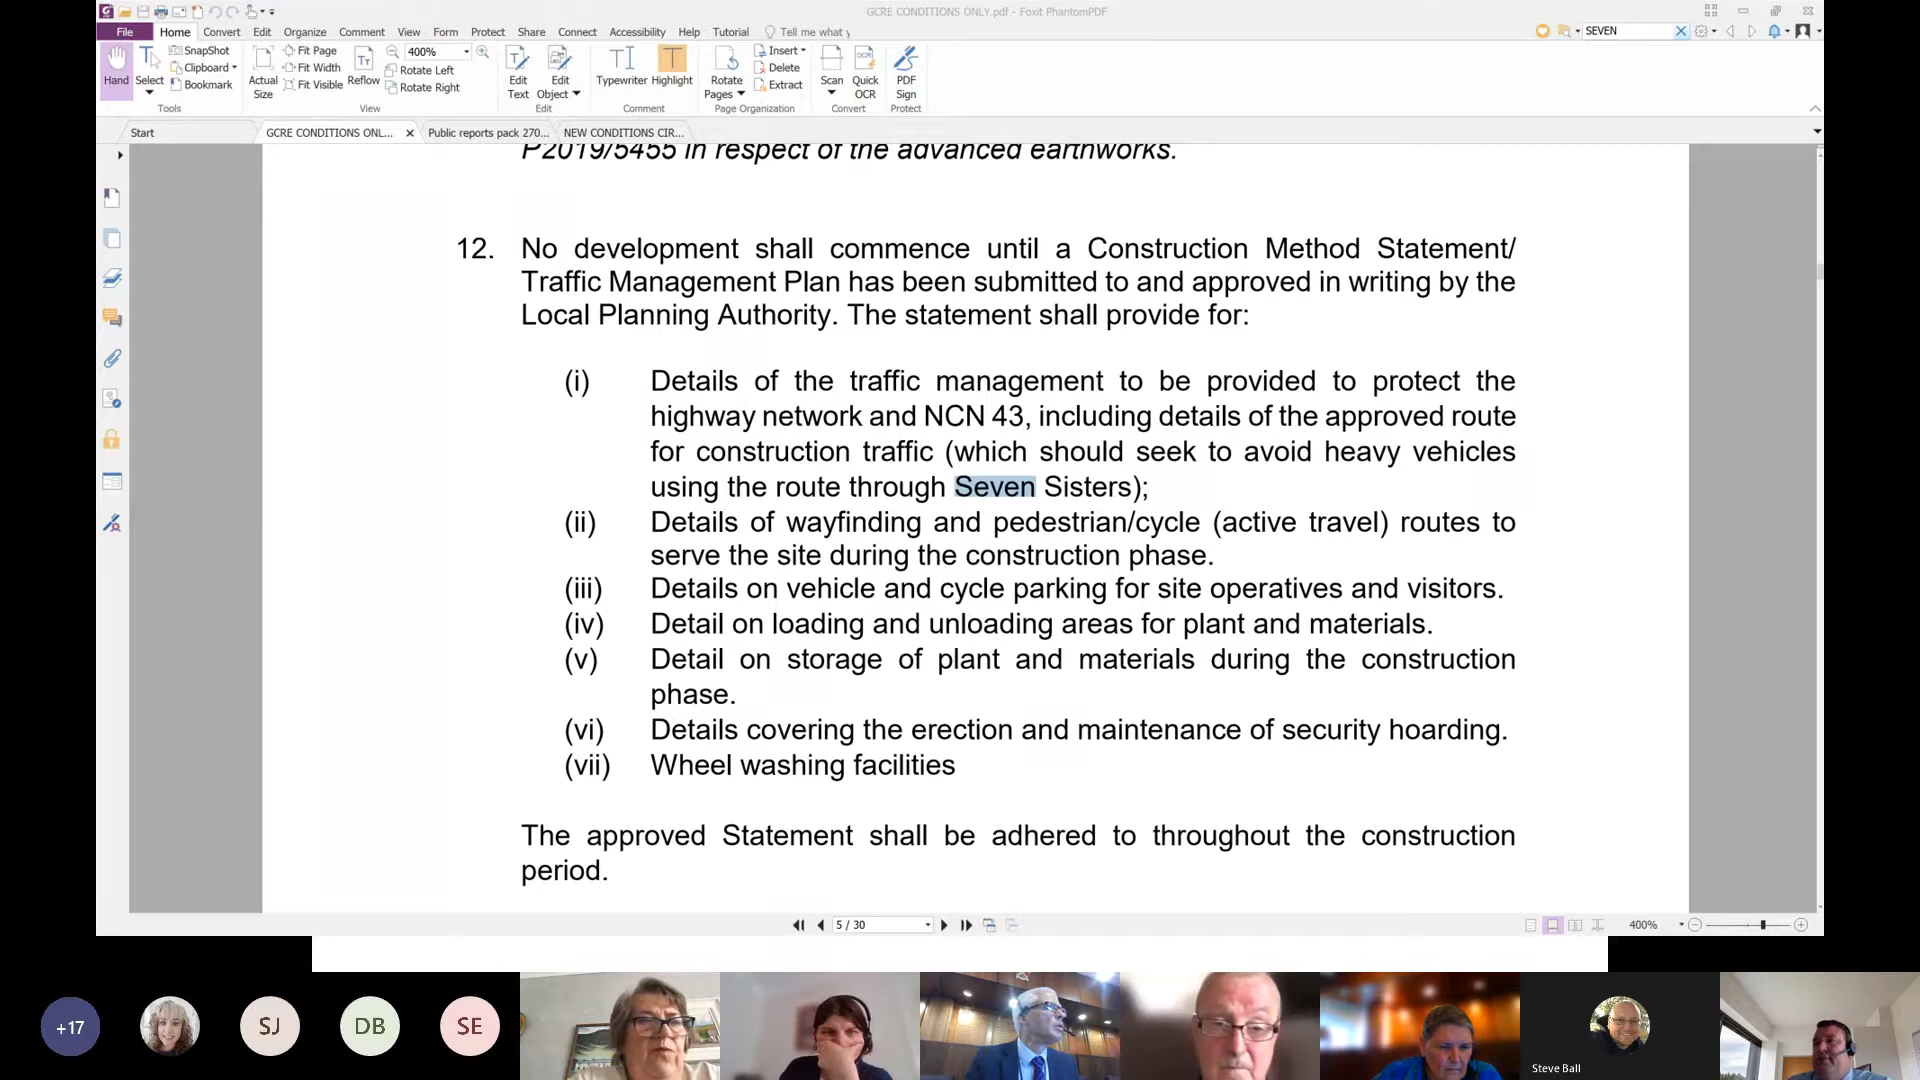 GCRE CONDITIONS ONLY.pdf - Foxit PhantomPDF
File Home Convert Edit Organize Comment View Form Protect Share Connect Accessibility Help Tutorial Tell me what y SEVEN
SnapShot Fit Page 400% Insert
Clipboard Fit Width Rotate Left Delete
Bookmark Fit Visible Rotate Right Extract
Hand Select Actual Size Reflow Edit Text Edit Object Typewriter Highlight Rotate Pages Scan Quick OCR PDF Sign
Tools View Edit Comment Page Organization Convert Protect
Start GCRE CONDITIONS ONL... Public reports pack 270... NEW CONDITIONS CIR...
P2019/5455 in respect of the advanced earthworks.
12. No development shall commence until a Construction Method Statement/
Traffic Management Plan has been submitted to and approved in writing by the
Local Planning Authority. The statement shall provide for:
(i) Details of the traffic management to be provided to protect the
highway network and NCN 43, including details of the approved route
for construction traffic (which should seek to avoid heavy vehicles
using the route through Seven Sisters);
(ii) Details of wayfinding and pedestrian/cycle (active travel) routes to
serve the site during the construction phase.
(iii) Details on vehicle and cycle parking for site operatives and visitors.
(iv) Detail on loading and unloading areas for plant and materials.
(v) Detail on storage of plant and materials during the construction
phase.
(vi) Details covering the erection and maintenance of security hoarding.
(vii) Wheel washing facilities
The approved Statement shall be adhered to throughout the construction
period.
5 / 30 400%
+17 SJ DB SE
Steve Ball